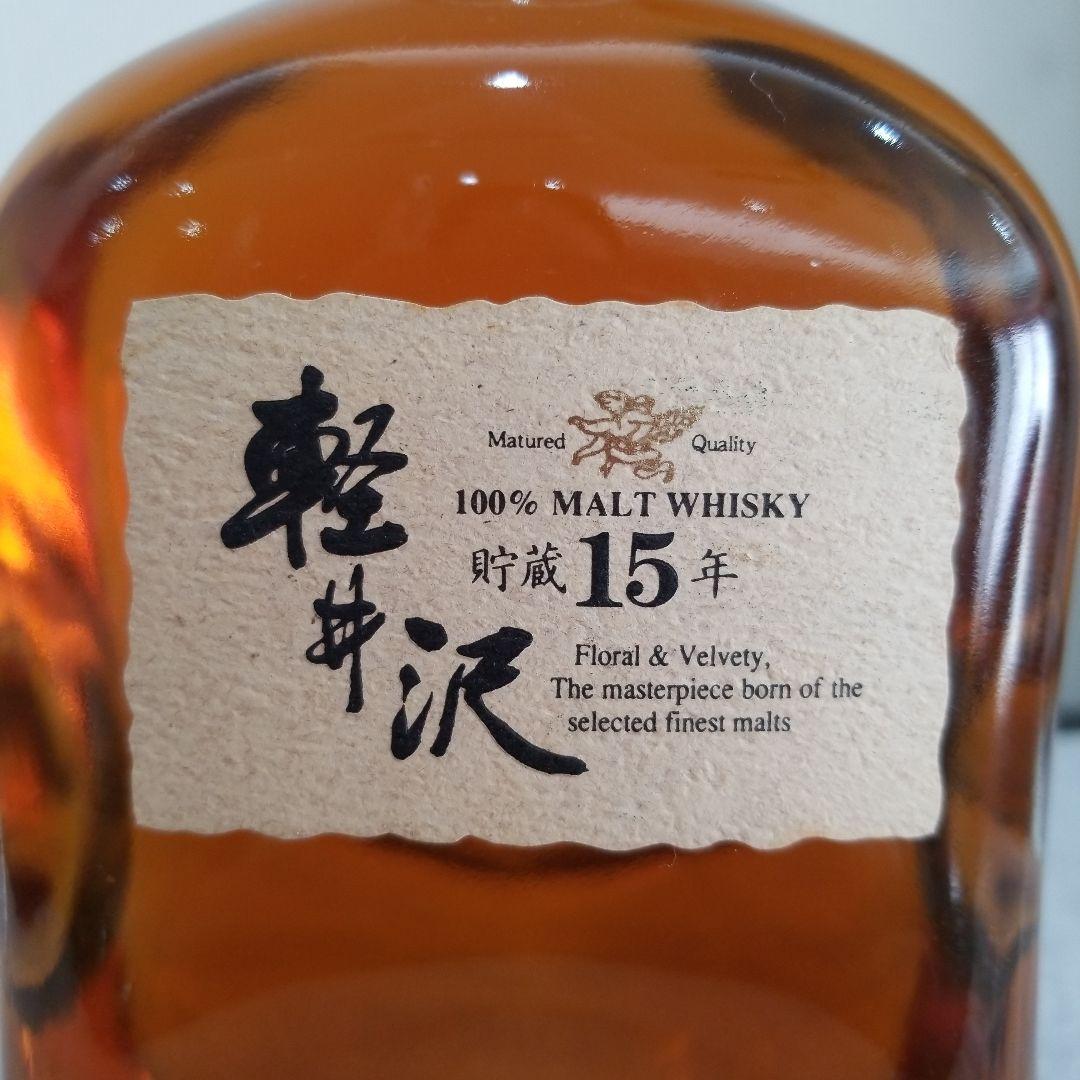 軽井沢
Matured Quality
100% MALT WHISKY
貯蔵15年
Floral & Velvety,
The masterpiece born of the
selected finest malts